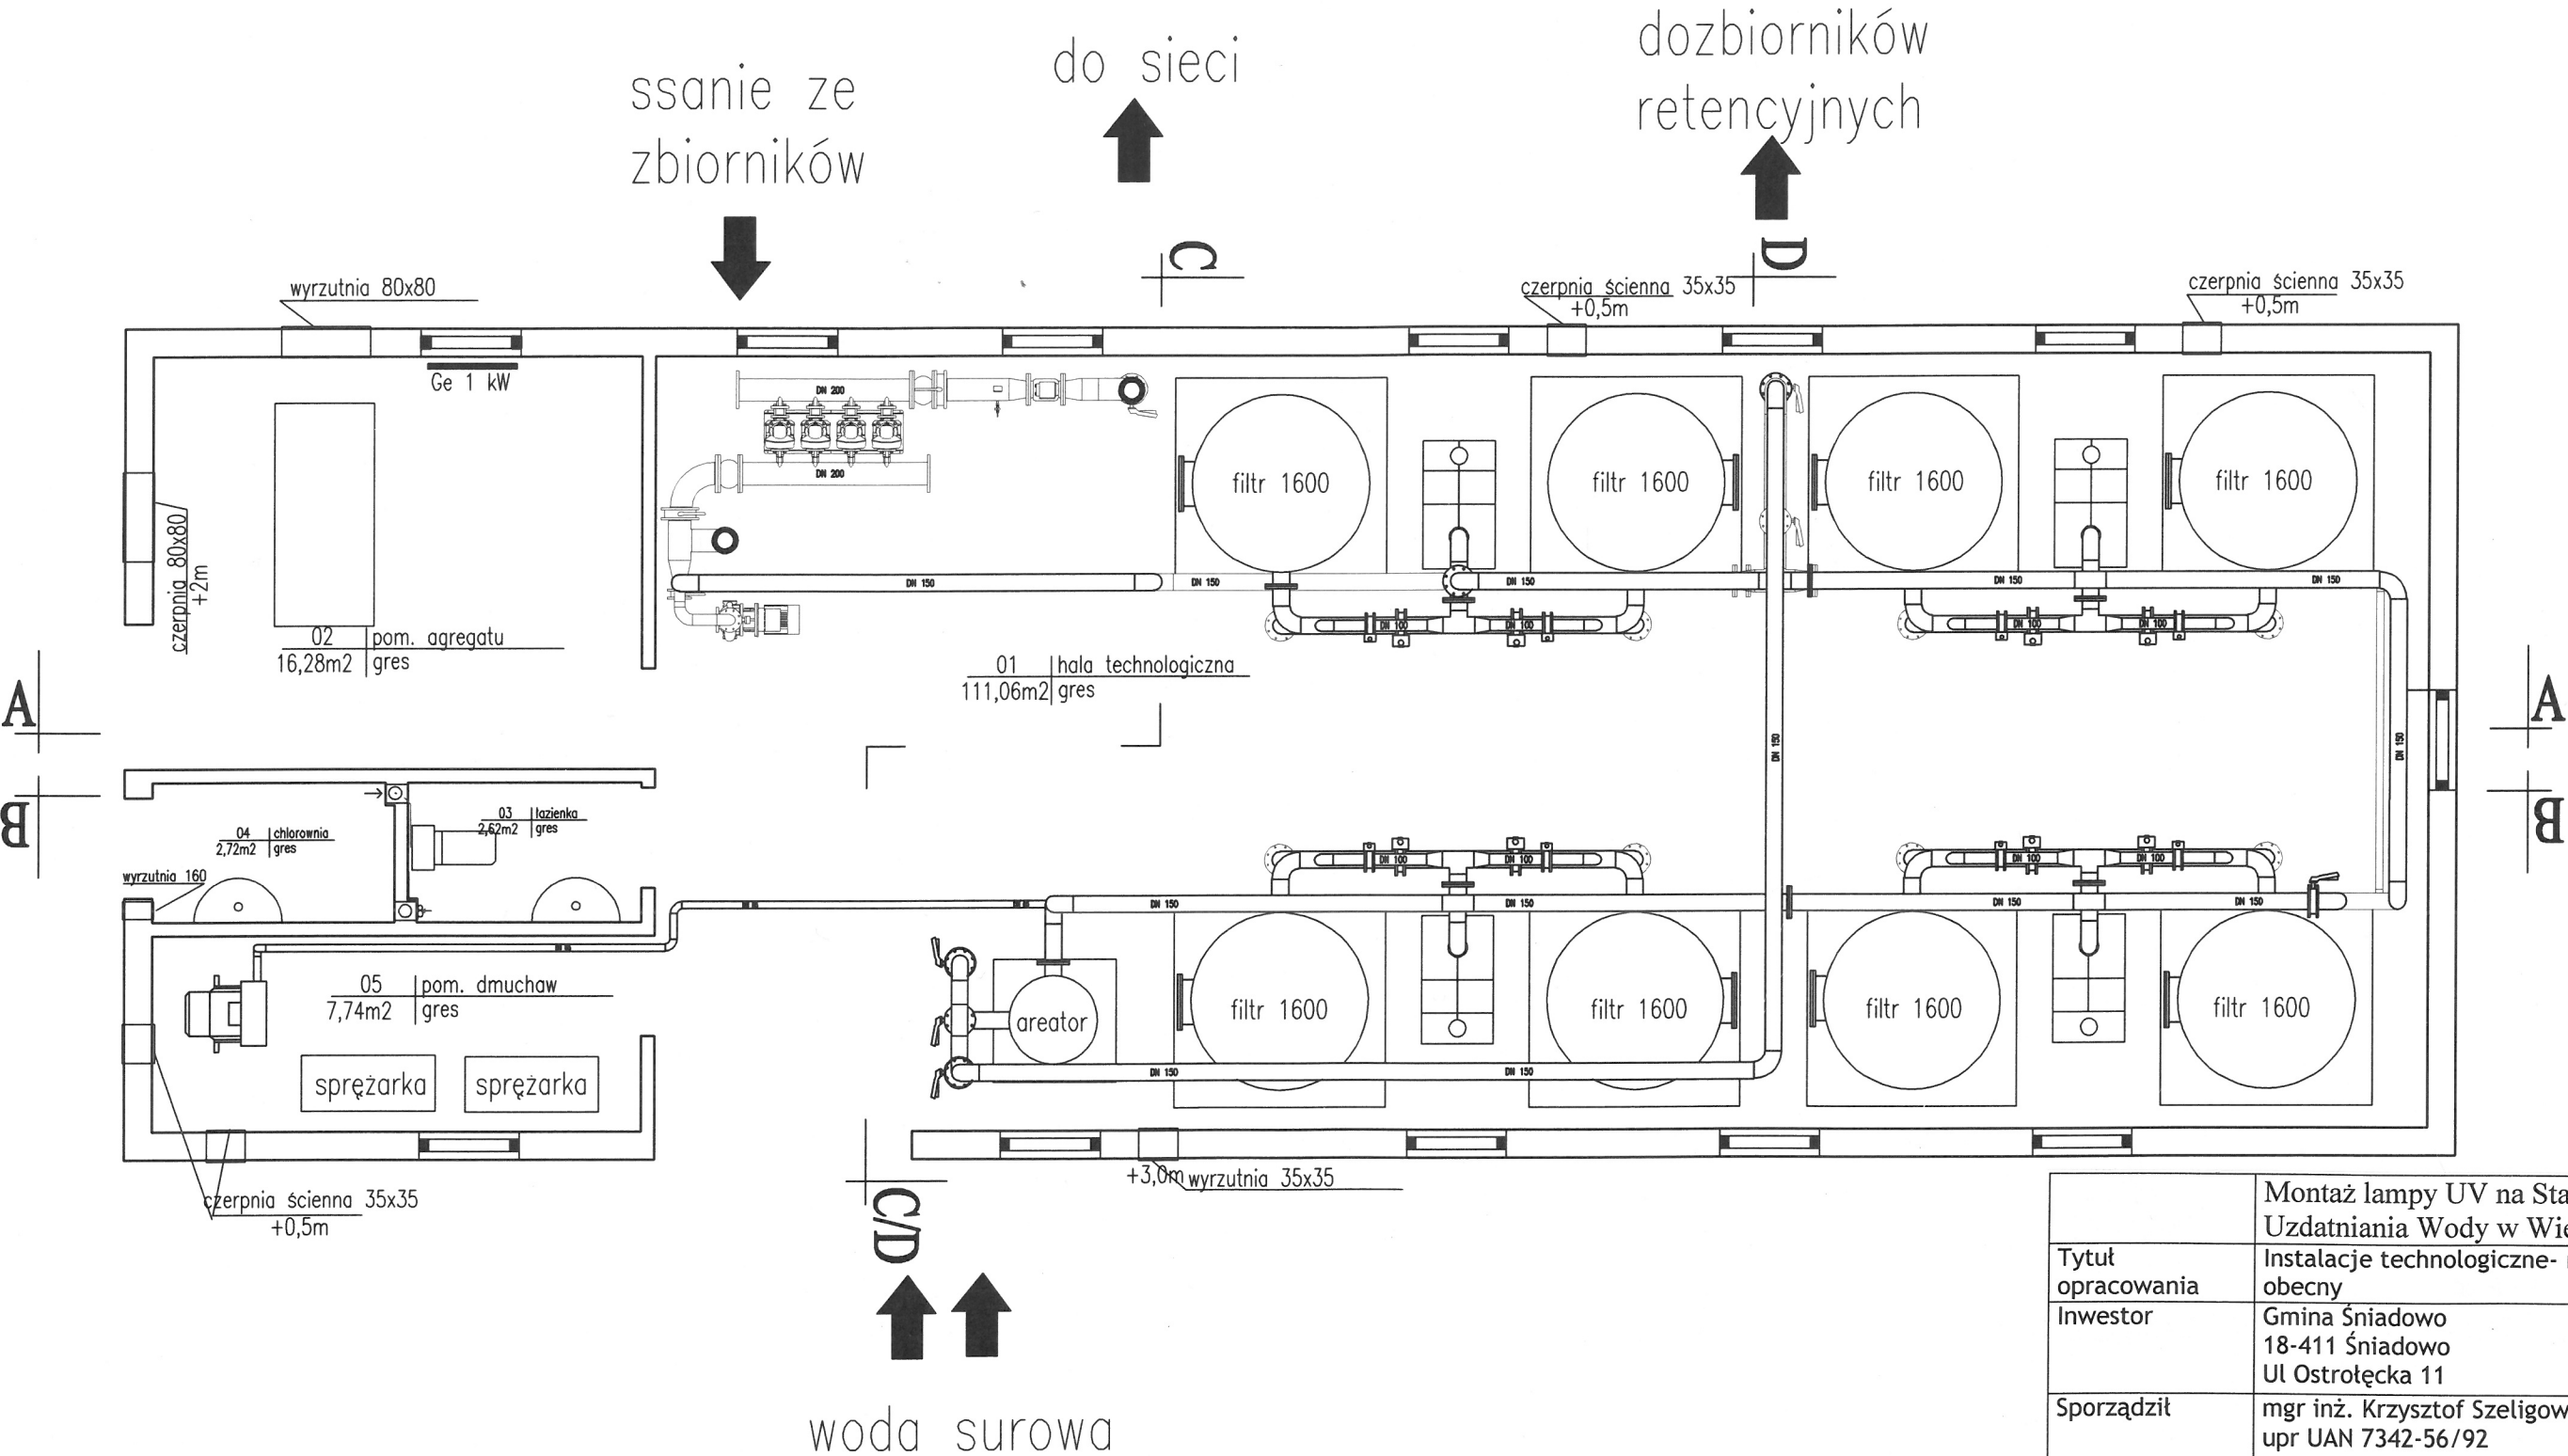 ssanie ze
zbiorników
do sieci
dozbiorników
retencyjnych
C
D
wyrzutnia 80x80
czerpnia ścienna 35x35
+0,5m
czerpnia ścienna 35x35
+0,5m
Ge 1 kW
DN 200
DN 200
filtr 1600
filtr 1600
filtr 1600
filtr 1600
czerpnia 80x80
+2m
DN 150
DN 150
DN 150
DN 150
DN 150
DN 100
DN 100
DN 100
DN 100
02 pom. agregatu
16,28m2 gres
01 hala technologiczna
111,06m2 gres
A
A
B
B
DN 150
DN 150
04 chlorownia
2,72m2 gres
03 łazienka
2,62m2 gres
wyrzutnia 160
DN 100
DN 100
DN 100
DN 100
DN 150
DN 150
DN 150
DN 150
05 pom. dmuchaw
7,74m2 gres
areator
filtr 1600
filtr 1600
filtr 1600
filtr 1600
sprężarka
sprężarka
DN 150
DN 150
czerpnia ścienna 35x35
+0,5m
+3,0m wyrzutnia 35x35
C/D
woda surowa
Montaż lampy UV na Sta
Uzdatniania Wody w Wie
Tytuł
opracowania
Instalacje technologiczne-
obecny
Inwestor
Gmina Śniadowo
18-411 Śniadowo
Ul Ostrołęcka 11
Sporządził
mgr inż. Krzysztof Szeligow
upr UAN 7342-56/92